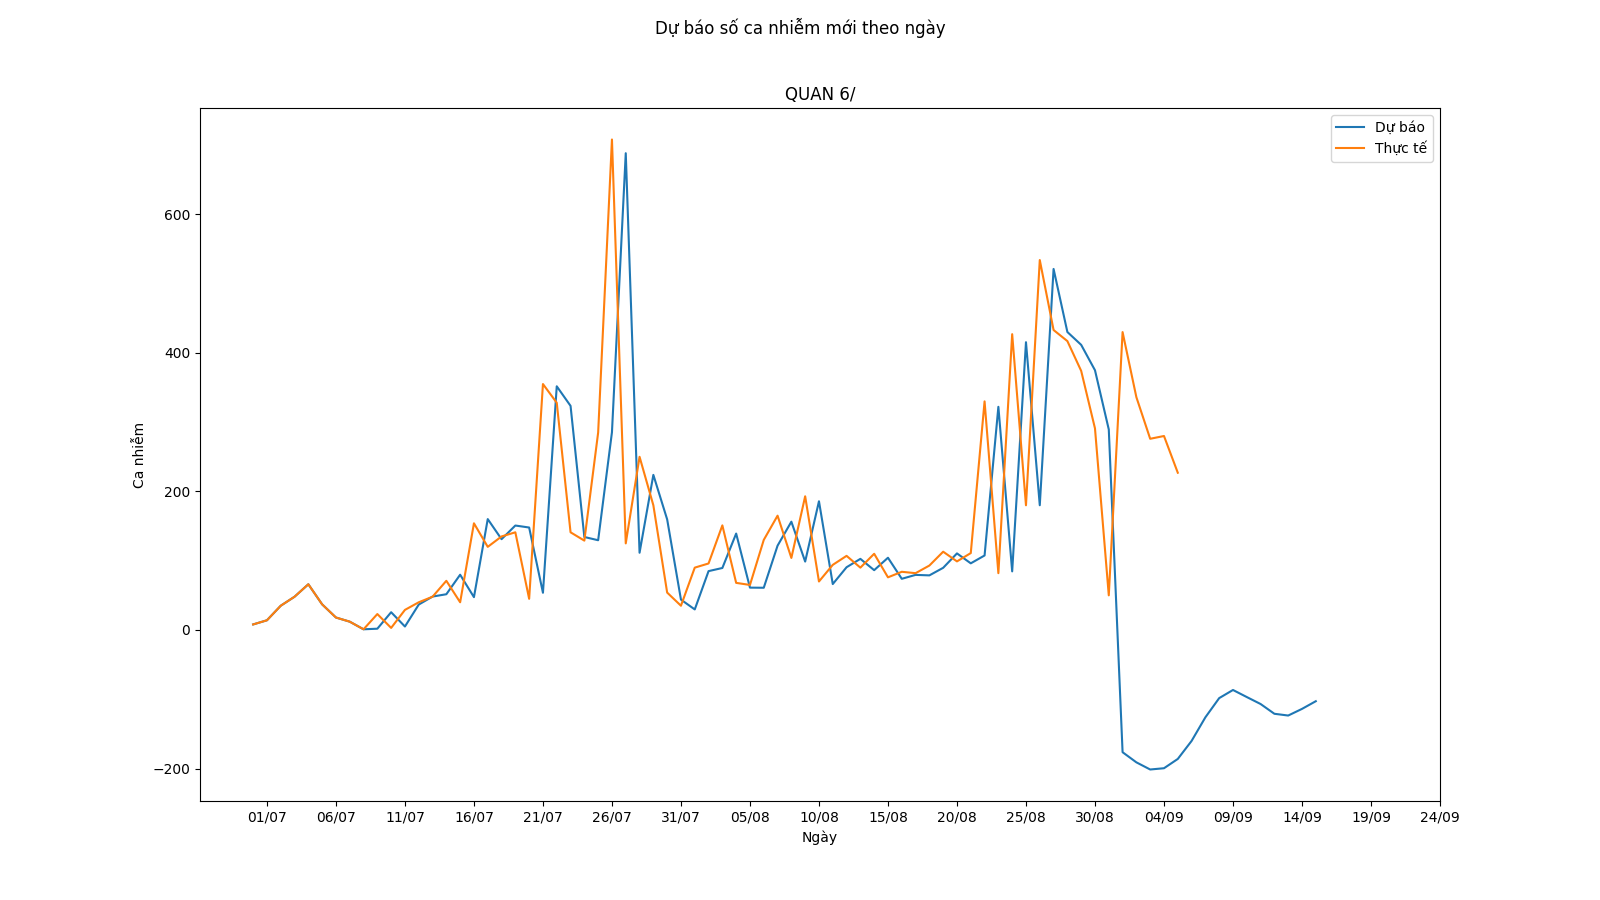 Dự báo số ca nhiễm mới theo ngày
QUAN 6/
Dự báo
Thực tế
600
400
200
0
−200
Ca nhiễm
01/07 06/07 11/07 16/07 21/07 26/07 31/07 05/08 10/08 15/08 20/08 25/08 30/08 04/09 09/09 14/09 19/09 24/09
Ngày